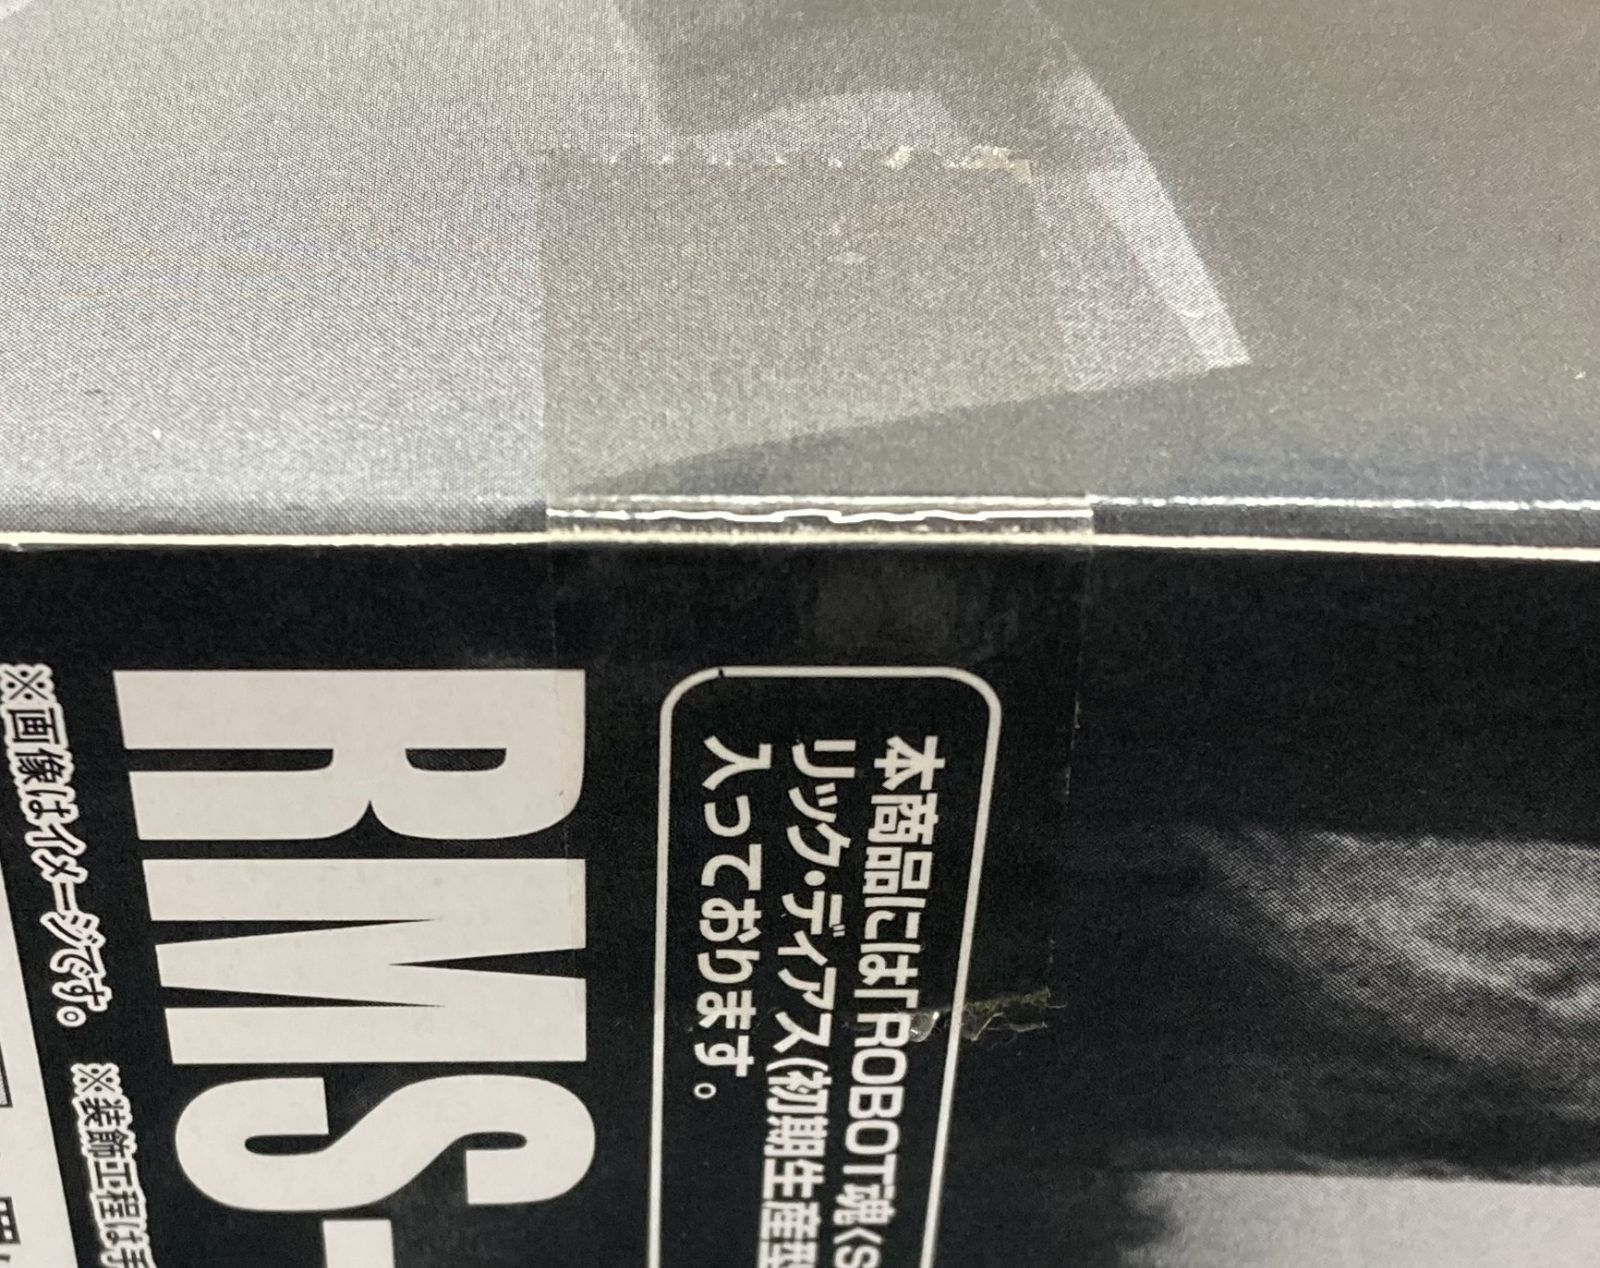 本商品には「ROBOT魂〈S
リック・ディアス(初期生産型
入っております。
RMS-
※画像はイメージです。 ※装飾工程は手